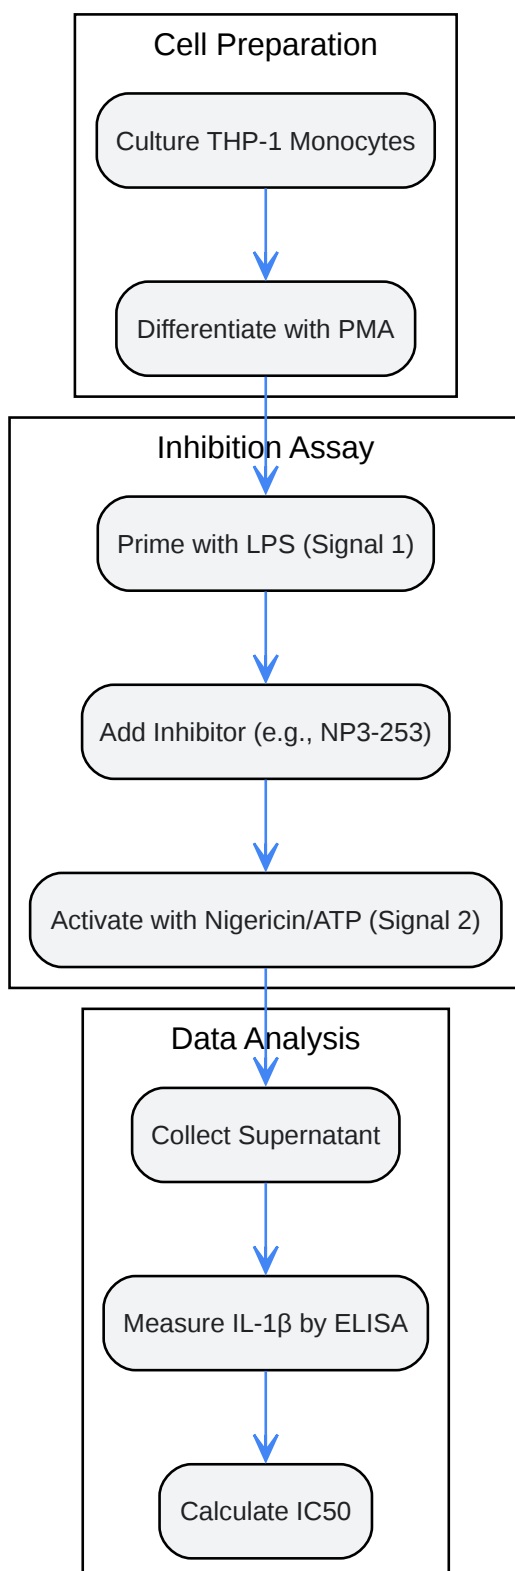 Cell Preparation
Culture THP-1 Monocytes
Differentiate with PMA
Inhibition Assay
Prime with LPS (Signal 1)
Add Inhibitor (e.g., NP3-253)
Activate with Nigericin/ATP (Signal 2)
Data Analysis
Collect Supernatant
Measure IL-1β by ELISA
Calculate IC50